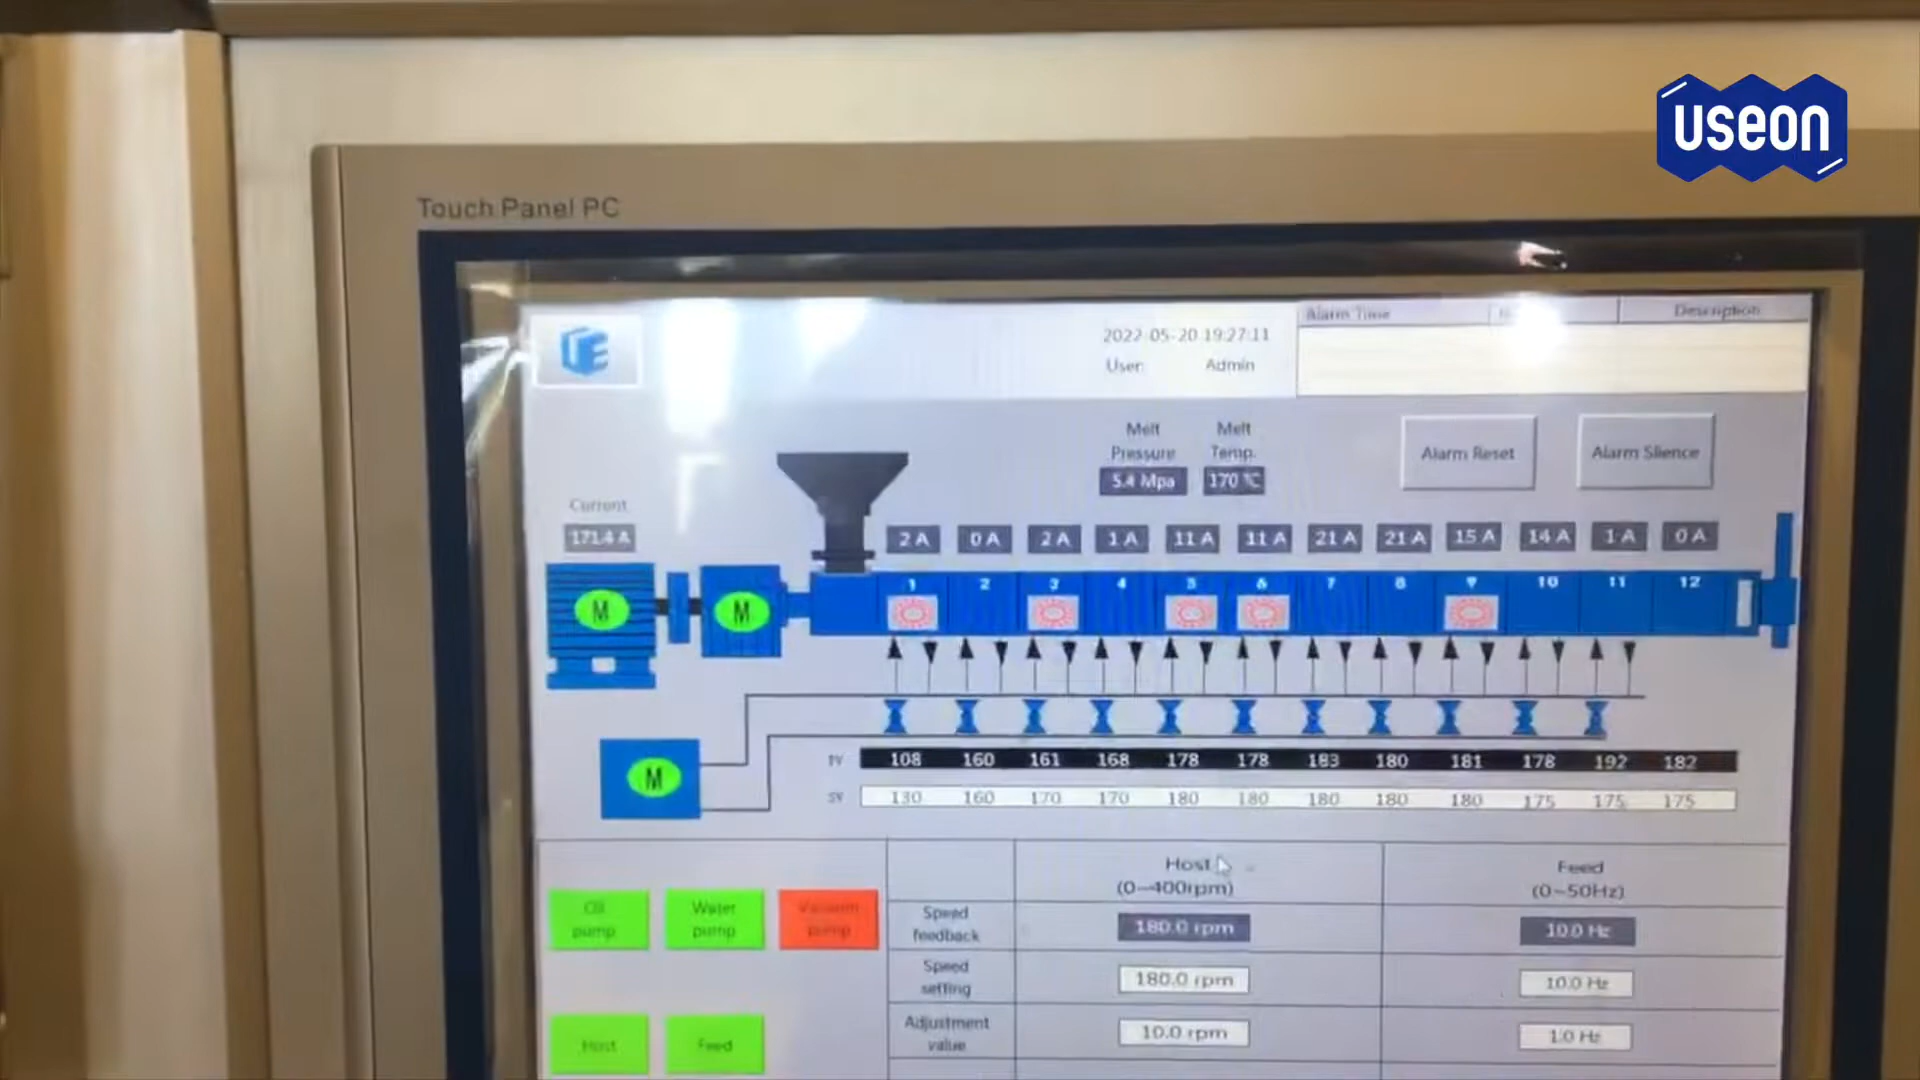 useon
Touch Panel PC
2022-05-20 19:27:11
User: Admin
Alarm Time Description
Melt Pressure
5.4 Mpa
Melt Temp.
170 ℃
Alarm Reset
Alarm Slience
Current
171.4 A
2 A 0 A 2 A 1 A 11 A 11 A 21 A 21 A 15 A 14 A 1 A 0 A
1 2 3 4 5 6 7 8 9 10 11 12
M M
M
PV 108 160 161 168 178 178 183 180 181 178 192 182
SV 130 160 170 170 180 180 180 180 180 175 175 175
Oil pump
Water pump
Vacuum pump
Host
Feed
Host (0~400rpm)
Feed (0~50Hz)
Speed feedback 180.0 rpm 10.0 Hz
Speed setting 180.0 rpm 10.0 Hz
Adjustment value 10.0 rpm 1.0 Hz